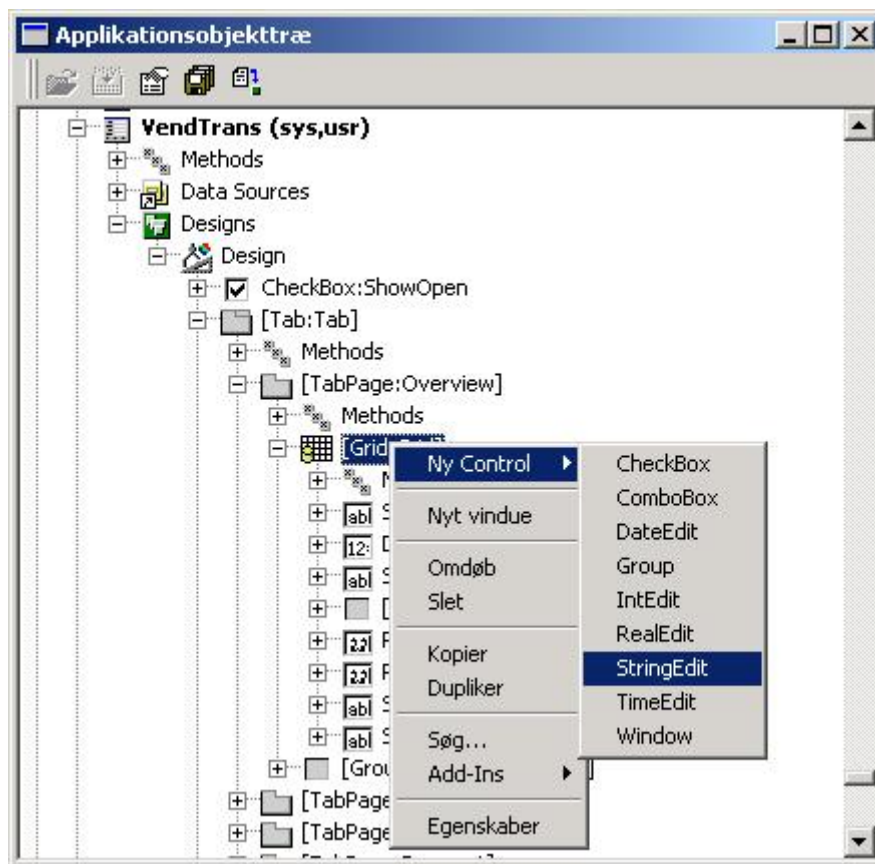 Applikationsobjekttræ
VendTrans (sys,usr)
Methods
Data Sources
Designs
Design
CheckBox:ShowOpen
[Tab:Tab]
Methods
[TabPage:Overview]
Methods
[Grid
Ny Control
Nyt vindue
Omdøb
Slet
Kopier
Dupliker
Søg...
Add-Ins
Egenskaber
CheckBox
ComboBox
DateEdit
Group
IntEdit
RealEdit
StringEdit
TimeEdit
Window
[TabPage
[TabPage